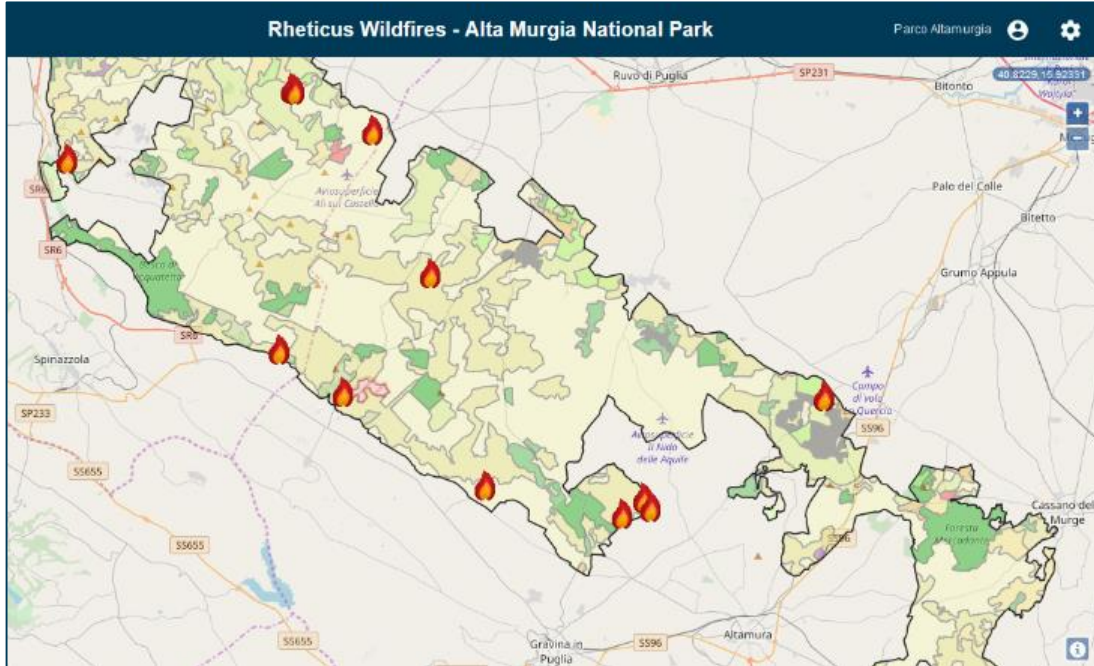 Rheticus Wildfires - Alta Murgia National Park
Parco Altamurgia
Ruvo di Puglia
SP231
40.8229,15.92331
Bitonto
Wojtyla"
+
−
Palo del Colle
Bitetto
Aviosuperficie
Ali sul Castello
SR6
SR6
Grumo Appula
SR6
Spinazzola
SP233
Campo
di volo
La Quercia
SS96
Aviosuperficie
il Nido
delle Aquile
SS655
Cassano delle
Murge
Foresta
Mercadante
SS96
SS655
SS655
Gravina in
Puglia
SS96
Altamura